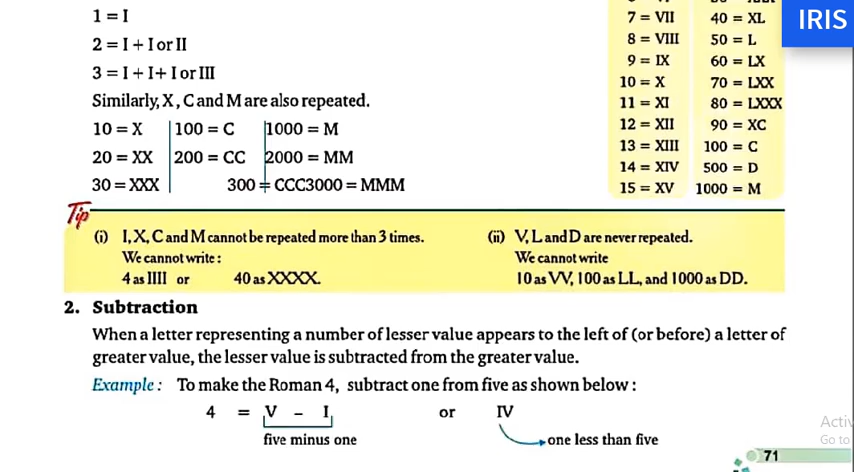 IRIS
1 = I
2 = I + I or II
3 = I + I+ I or III
Similarly, X , C and M are also repeated.
10 = X 100 = C 1000 = M
20 = XX 200 = CC 2000 = MM
30 = XXX 300 = CCC3000 = MMM
7 = VII 40 = XL
8 = VIII 50 = L
9 = IX 60 = LX
10 = X 70 = LXX
11 = XI 80 = LXXX
12 = XII 90 = XC
13 = XIII 100 = C
14 = XIV 500 = D
15 = XV 1000 = M
Tip
(i) I, X, C and M cannot be repeated more than 3 times.
We cannot write :
4 as IIII or 40 as XXXX.
(ii) V, L and D are never repeated.
We cannot write
10 as VV, 100 as LL, and 1000 as DD.
2. Subtraction
When a letter representing a number of lesser value appears to the left of (or before) a letter of
greater value, the lesser value is subtracted from the greater value.
Example : To make the Roman 4, subtract one from five as shown below :
4 = V – I or IV
five minus one one less than five
Go to
71